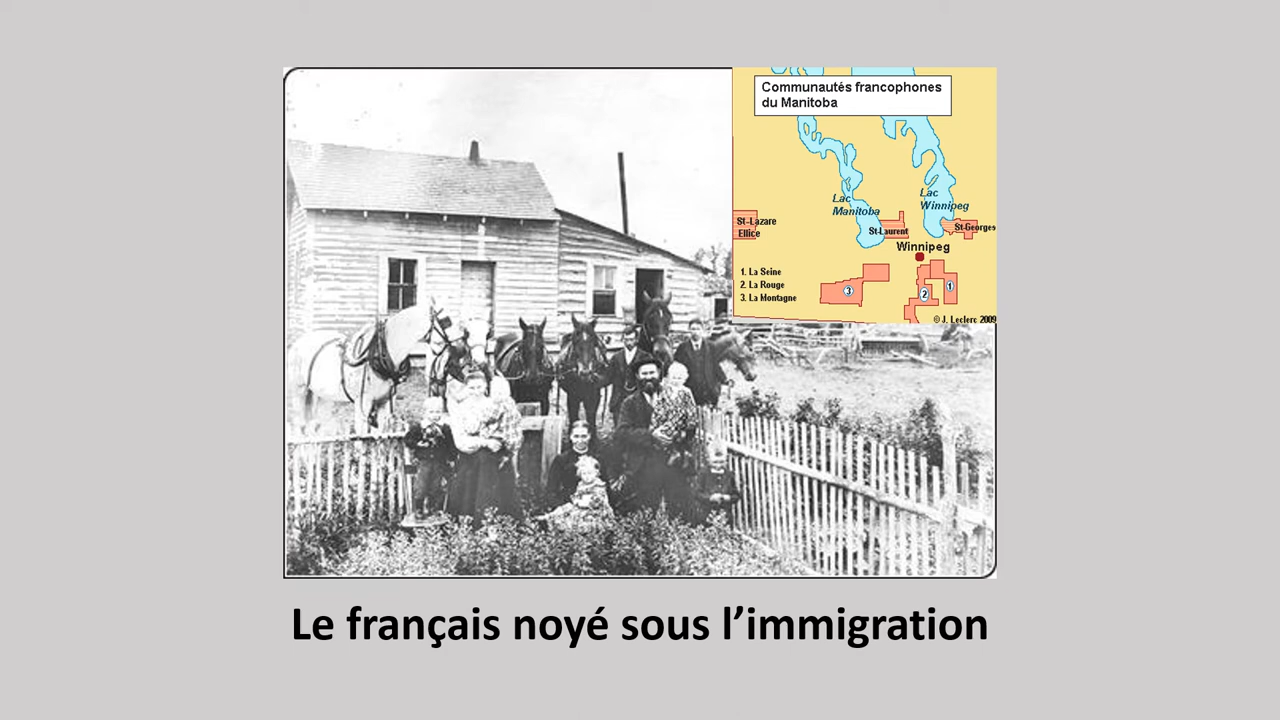 Communautés francophones
du Manitoba
Lac
Manitoba
Lac
Winnipeg
St-Lazare
Ellice
St-Laurent
St-Georges
Winnipeg
1. La Seine
2. La Rouge
3. La Montagne
3
2
1
© J. Leclerc 2009
Le français noyé sous l’immigration